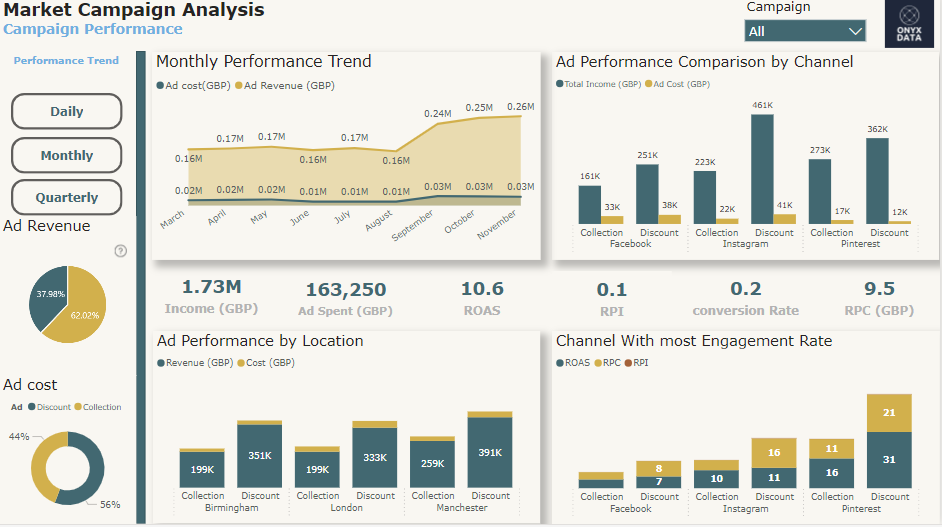 Market Campaign Analysis
Campaign Performance
Campaign
All
ONYX
DATA
Performance Trend
Daily
Monthly
Quarterly
Ad Revenue
?
37.98%
62.02%
Ad cost
Ad Discount Collection
44%
56%
Monthly Performance Trend
Ad cost(GBP) Ad Revenue (GBP)
0.16M 0.17M 0.17M 0.16M 0.17M 0.16M 0.24M 0.25M 0.26M
0.02M 0.02M 0.02M 0.01M 0.01M 0.01M 0.03M 0.03M 0.03M
March April May June July August September October November
Ad Performance Comparison by Channel
Total Income (GBP) Ad Cost (GBP)
161K 33K 251K 38K 223K 22K 461K 41K 273K 17K 362K 12K
Collection Discount Collection Discount Collection Discount
Facebook Instagram Pinterest
1.73M 163,250 10.6 0.1 0.2 9.5
Income (GBP) Ad Spent (GBP) ROAS RPI conversion Rate RPC (GBP)
Ad Performance by Location
Revenue (GBP) Cost (GBP)
199K 351K 199K 333K 259K 391K
Collection Discount Collection Discount Collection Discount
Birmingham London Manchester
Channel With most Engagement Rate
ROAS RPC RPI
8 16 11 21
7 10 11 16 31
Collection Discount Collection Discount Collection Discount
Facebook Instagram Pinterest